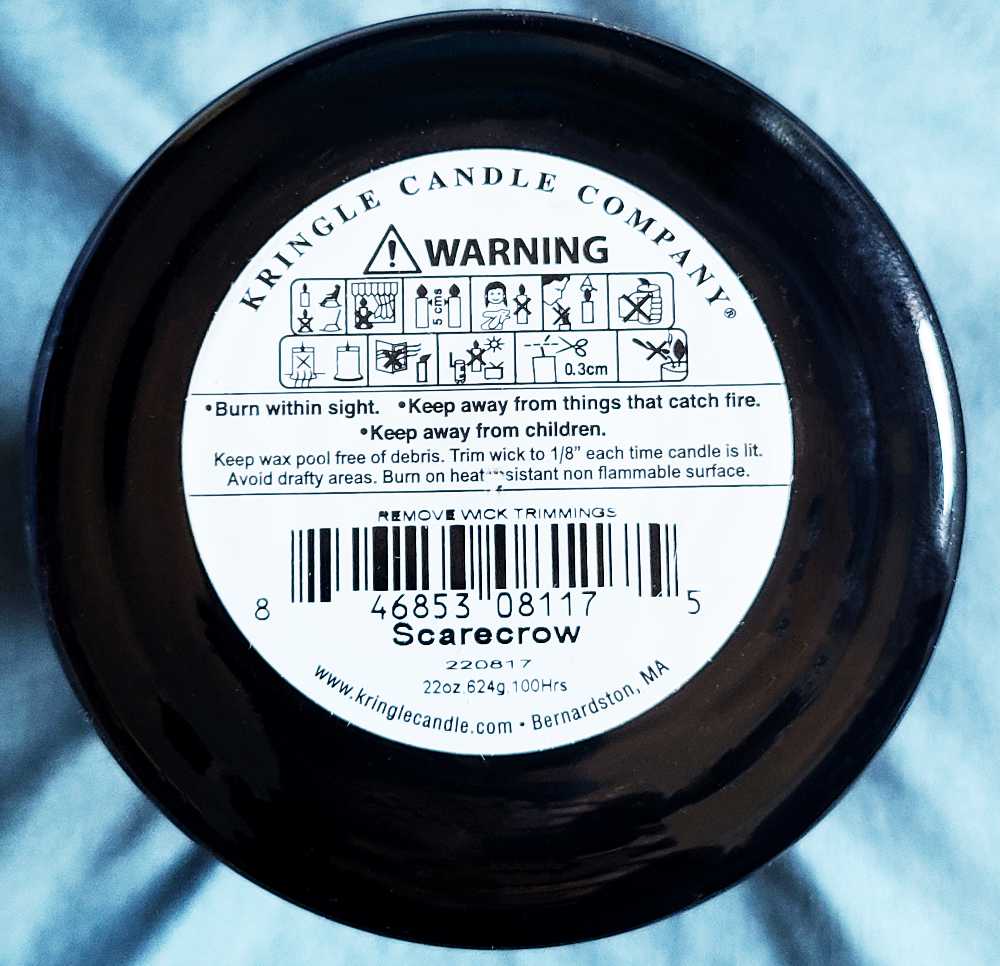 KRINGLE CANDLE COMPANY®
WARNING
5 cms
0.3cm
•Burn within sight. •Keep away from things that catch fire.
•Keep away from children.
Keep wax pool free of debris. Trim wick to 1/8” each time candle is lit.
Avoid drafty areas. Burn on heat sistant non flammable surface.
REMOVE WICK TRIMMINGS
8 46853 08117 5
Scarecrow
220817
22oz.624g.100Hrs
www.kringlecandle.com • Bernardston, MA